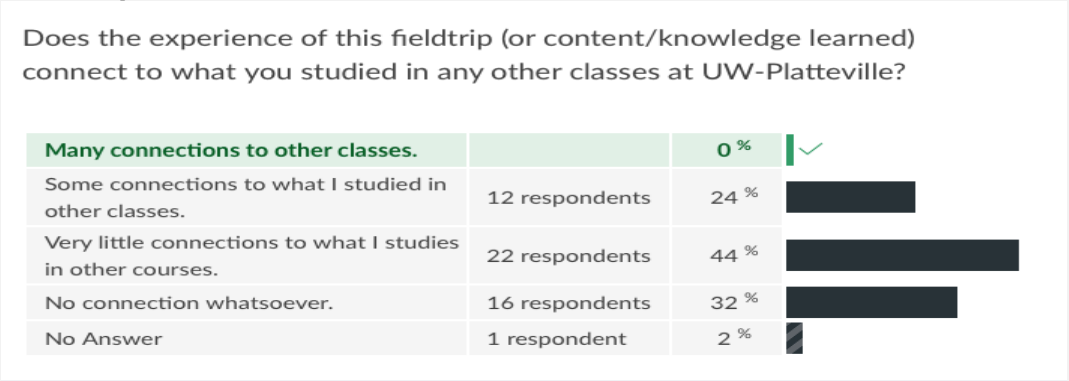 Does the experience of this fieldtrip (or content/knowledge learned)
connect to what you studied in any other classes at UW-Platteville?
Many connections to other classes. 0 %
Some connections to what I studied in
other classes. 12 respondents 24 %
Very little connections to what I studies
in other courses. 22 respondents 44 %
No connection whatsoever. 16 respondents 32 %
No Answer 1 respondent 2 %